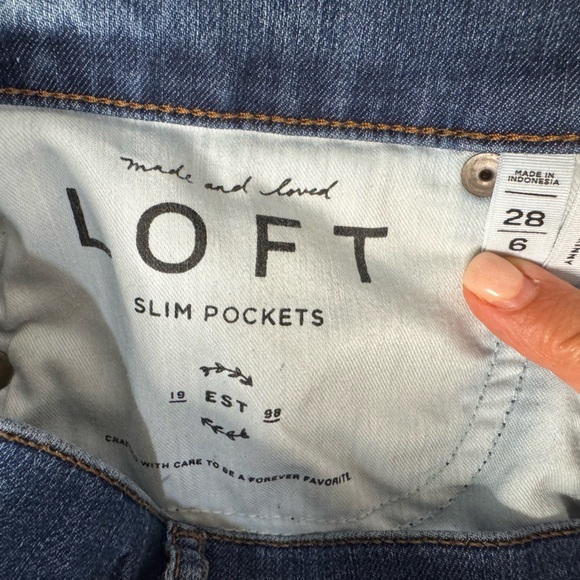 made and loved
LOFT
SLIM POCKETS
19 EST 98
CRAFTED WITH CARE TO BE A FOREVER FAVORITE
MADE IN
INDONESIA
28
6